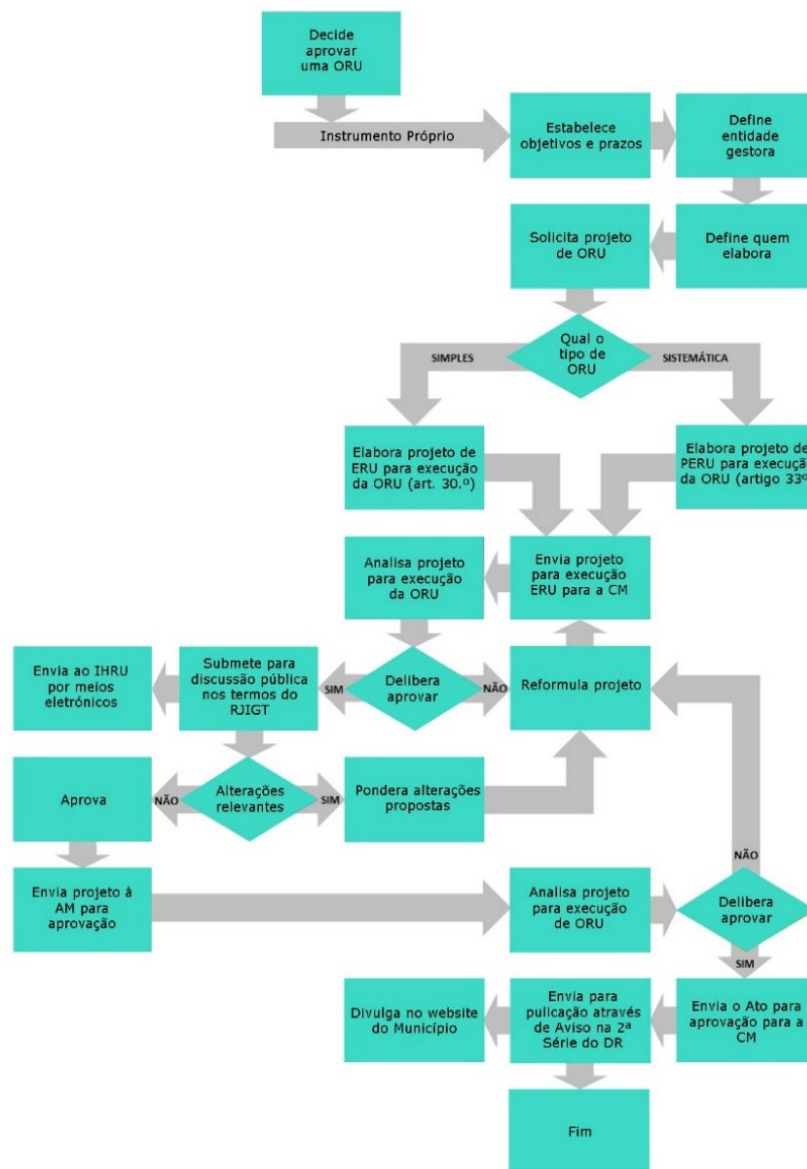 Decide
aprovar
uma ORU
Instrumento Próprio
Estabelece
objetivos e prazos
Define
entidade
gestora
Solicita projeto
de ORU
Define quem
elabora
Qual o
tipo de
ORU
SIMPLES
SISTEMÁTICA
Elabora projeto de
ERU para execução
da ORU (art. 30.º)
Elabora projeto de
PERU para execução
da ORU (artigo 33º
Analisa projeto
para execução
da ORU
Envia projeto
para execução
ERU para a CM
Envia ao IHRU
por meios
eletrónicos
Submete para
discussão pública
nos termos do
RJIGT
SIM
Delibera
aprovar
NÃO
Reformula projeto
Aprova
NÃO
Alterações
relevantes
SIM
Pondera alterações
propostas
NÃO
Envia projeto à
AM para
aprovação
Analisa projeto
para execução
de ORU
Delibera
aprovar
SIM
Divulga no website
do Município
Envia para
pulicação através
de Aviso na 2ª
Série do DR
Envia o Ato para
aprovação para a
CM
Fim